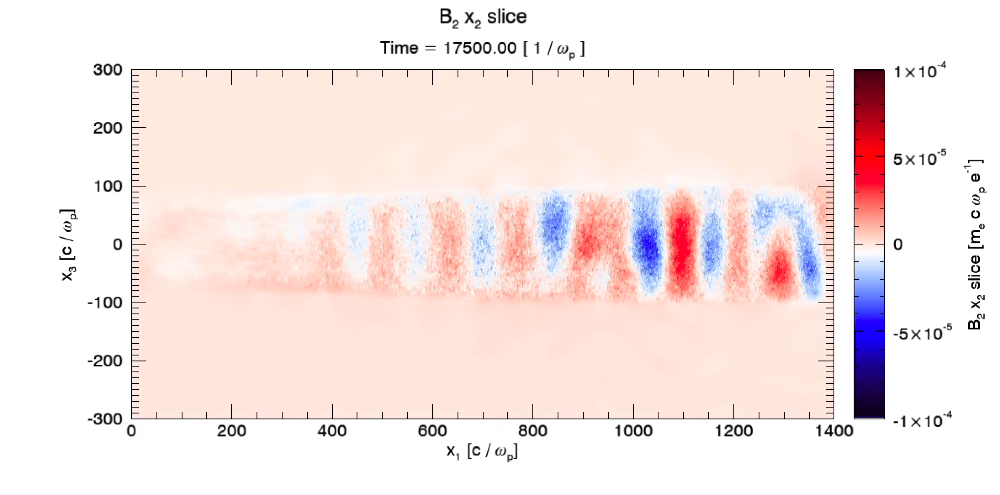 B₂ x₂ slice
Time = 17500.00 [ 1 / ωₚ ]
300
200
100
0
-100
-200
-300
x₃ [c / ωₚ]
0 200 400 600 800 1000 1200 1400
x₁ [c / ωₚ]
1×10⁻⁴
5×10⁻⁵
0
-5×10⁻⁵
-1×10⁻⁴
B₂ x₂ slice [mₑ c ωₚ e⁻¹]